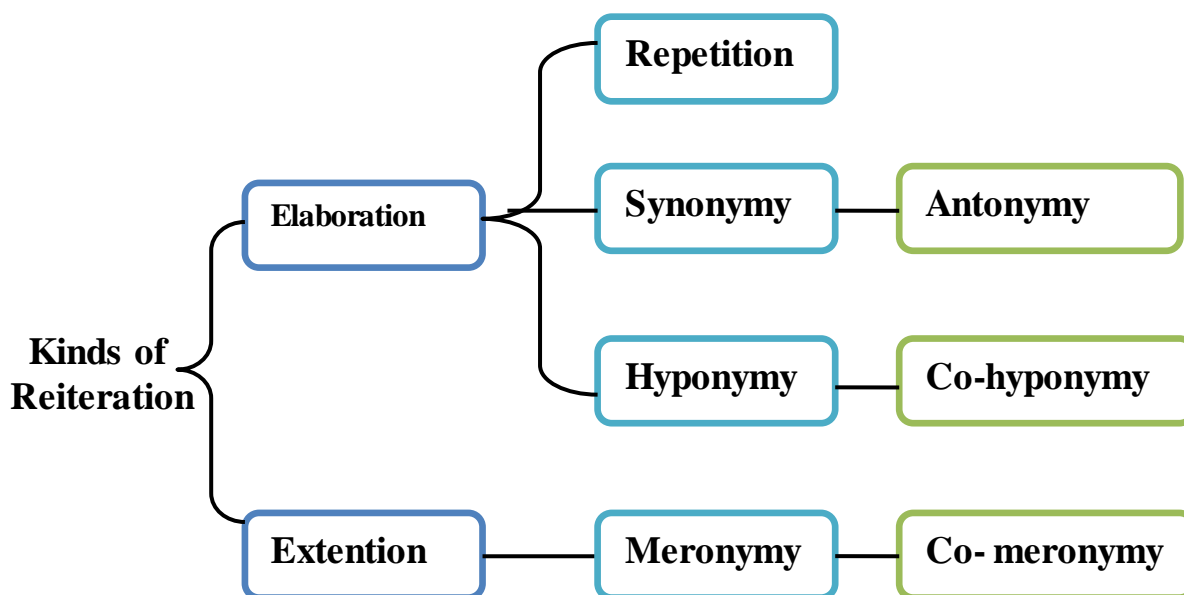 Repetition
Elaboration
Synonymy
Antonymy
Kinds of
Reiteration
Hyponymy
Co-hyponymy
Extention
Meronymy
Co- meronymy